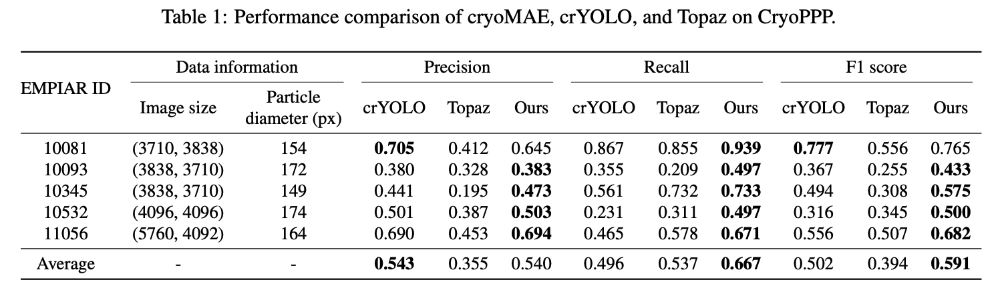 Table 1: Performance comparison of cryoMAE, crYOLO, and Topaz on CryoPPP.
EMPIAR ID Data information Precision Recall F1 score
Image size Particle diameter (px) crYOLO Topaz Ours crYOLO Topaz Ours crYOLO Topaz Ours
10081 (3710, 3838) 154 0.705 0.412 0.645 0.867 0.855 0.939 0.777 0.556 0.765
10093 (3838, 3710) 172 0.380 0.328 0.383 0.355 0.209 0.497 0.367 0.255 0.433
10345 (3838, 3710) 149 0.441 0.195 0.473 0.561 0.732 0.733 0.494 0.308 0.575
10532 (4096, 4096) 174 0.501 0.387 0.503 0.231 0.311 0.497 0.316 0.345 0.500
11056 (5760, 4092) 164 0.690 0.453 0.694 0.465 0.578 0.671 0.556 0.507 0.682
Average - - 0.543 0.355 0.540 0.496 0.537 0.667 0.502 0.394 0.591